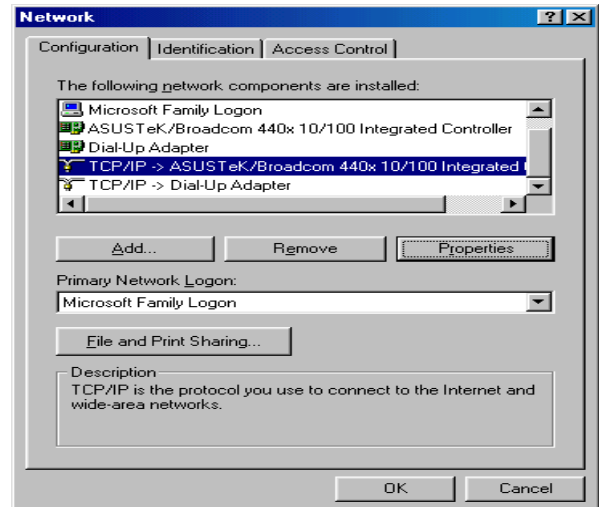 Network
Configuration Identification Access Control
The following network components are installed:
Microsoft Family Logon
ASUSTeK/Broadcom 440x 10/100 Integrated Controller
Dial-Up Adapter
TCP/IP -> ASUSTeK/Broadcom 440x 10/100 Integrated
TCP/IP -> Dial-Up Adapter
Add... Remove Properties
Primary Network Logon:
Microsoft Family Logon
File and Print Sharing...
Description
TCP/IP is the protocol you use to connect to the Internet and
wide-area networks.
OK Cancel